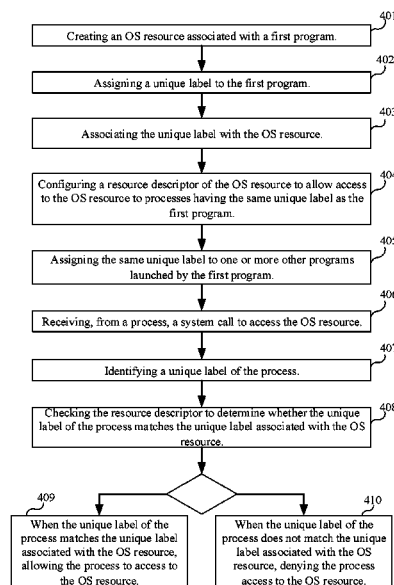 401
Creating an OS resource associated with a first program.
402
Assigning a unique label to the first program.
403
Associating the unique label with the OS resource.
404
Configuring a resource descriptor of the OS resource to allow access
to the OS resource to processes having the same unique label as the
first program.
405
Assigning the same unique label to one or more other programs
launched by the first program.
406
Receiving, from a process, a system call to access the OS resource.
407
Identifying a unique label of the process.
408
Checking the resource descriptor to determine whether the unique
label of the process matches the unique label associated with the OS
resource.
409
When the unique label of the
process matches the unique label
associated with the OS resource,
allowing the process to access to
the OS resource.
410
When the unique label of the
process does not match the unique
label associated with the OS
resource, denying the process
access to the OS resource.